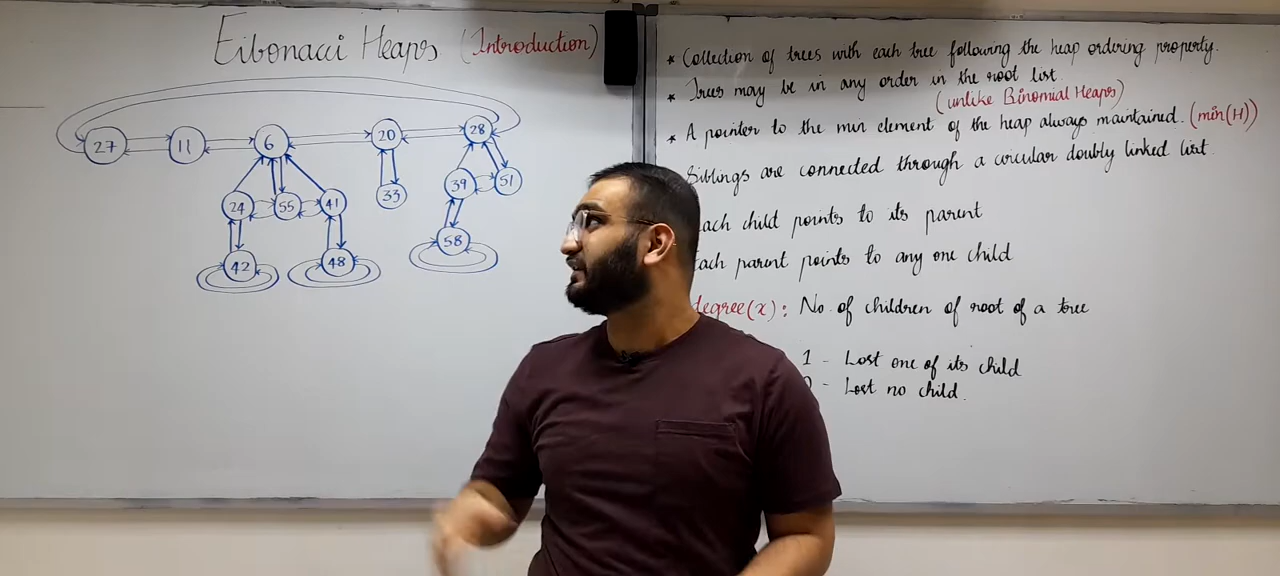 Fibonacci Heaps (Introduction)
27 11 6 20 28
24 55 41 33 39 51
42 48 58
* Collection of trees with each tree following the heap ordering property.
* Trees may be in any order in the root list.
(unlike Binomial Heaps)
* A pointer to the min element of the heap always maintained. (min(H))
Siblings are connected through a circular doubly linked list.
ach child points to its parent
Each parent points to any one child
degree(x): No. of children of root of a tree
1 - Lost one of its child
0 - Lost no child.